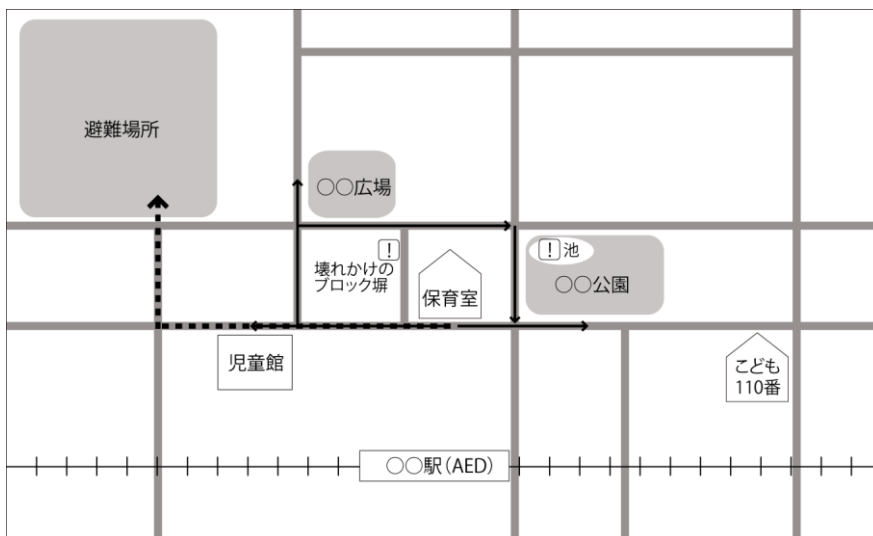 避難場所
○○広場
!
壊れかけの
ブロック塀
保育室
! 池
○○公園
児童館
こども
110番
○○駅(AED)